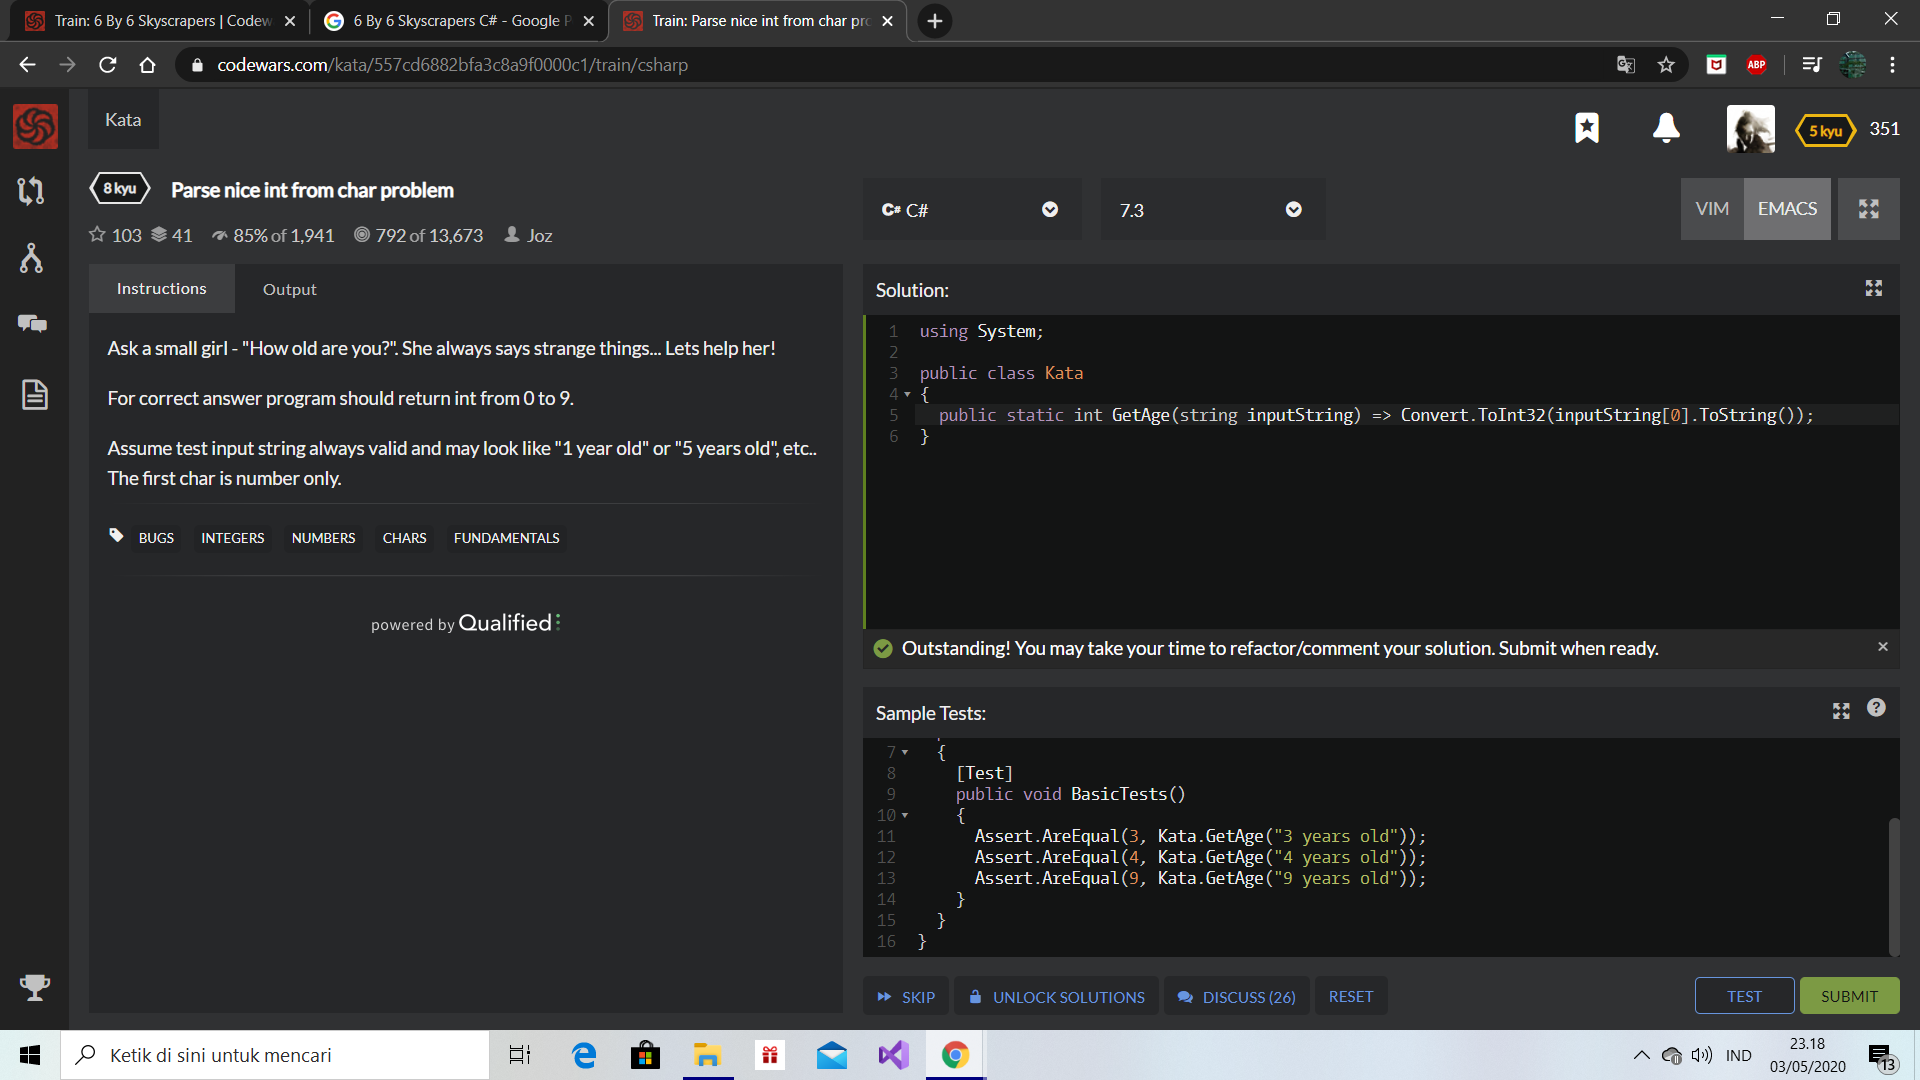 Train: 6 By 6 Skyscrapers | Codew
6 By 6 Skyscrapers C# - Google P
Train: Parse nice int from char pro
codewars.com/kata/557cd6882bfa3c8a9f0000c1/train/csharp
ABP
Kata
5 kyu
351
8 kyu
Parse nice int from char problem
103
41
85% of 1,941
792 of 13,673
Joz
C# C#
7.3
VIM
EMACS
Instructions
Output
Ask a small girl - "How old are you?". She always says strange things... Lets help her!
For correct answer program should return int from 0 to 9.
Assume test input string always valid and may look like "1 year old" or "5 years old", etc..
The first char is number only.
BUGS
INTEGERS
NUMBERS
CHARS
FUNDAMENTALS
powered by Qualified
Solution:
1 using System;
2
3 public class Kata
4 {
5 public static int GetAge(string inputString) => Convert.ToInt32(inputString[0].ToString());
6 }
Outstanding! You may take your time to refactor/comment your solution. Submit when ready.
Sample Tests:
7 {
8 [Test]
9 public void BasicTests()
10 {
11 Assert.AreEqual(3, Kata.GetAge("3 years old"));
12 Assert.AreEqual(4, Kata.GetAge("4 years old"));
13 Assert.AreEqual(9, Kata.GetAge("9 years old"));
14 }
15 }
16 }
SKIP
UNLOCK SOLUTIONS
DISCUSS (26)
RESET
TEST
SUBMIT
Ketik di sini untuk mencari
IND
23.18
03/05/2020
13